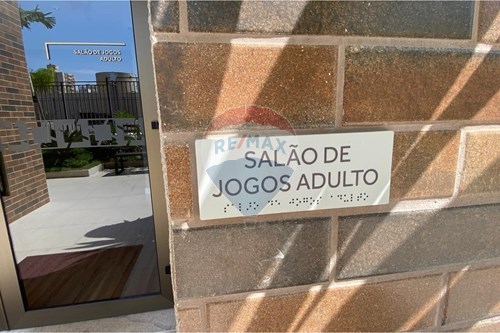 SALÃO DE JOGOS
ADULTO
RE/MAX
SALÃO DE
JOGOS ADULTO